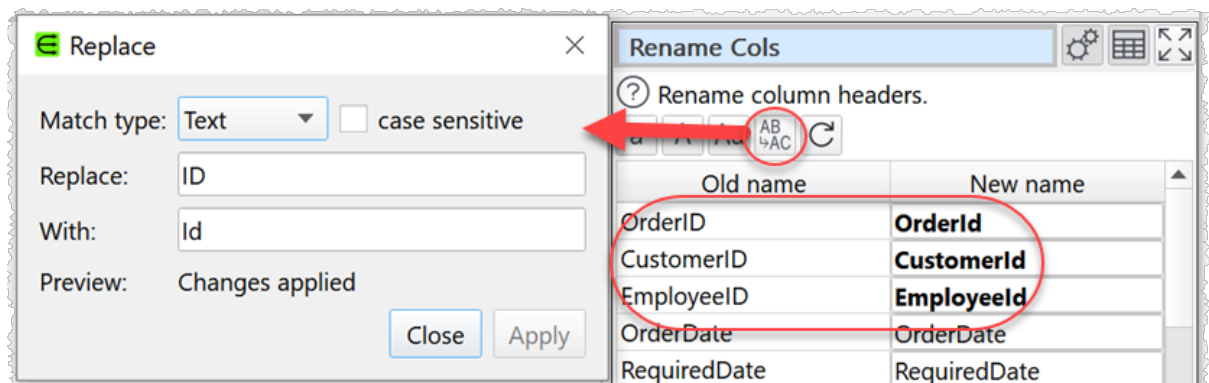 Replace
Match type: Text case sensitive
Replace: ID
With: Id
Preview: Changes applied
Close Apply
Rename Cols
? Rename column headers.
AB
AC
Old name New name
OrderID OrderId
CustomerID CustomerId
EmployeeID EmployeeId
OrderDate OrderDate
RequiredDate RequiredDate